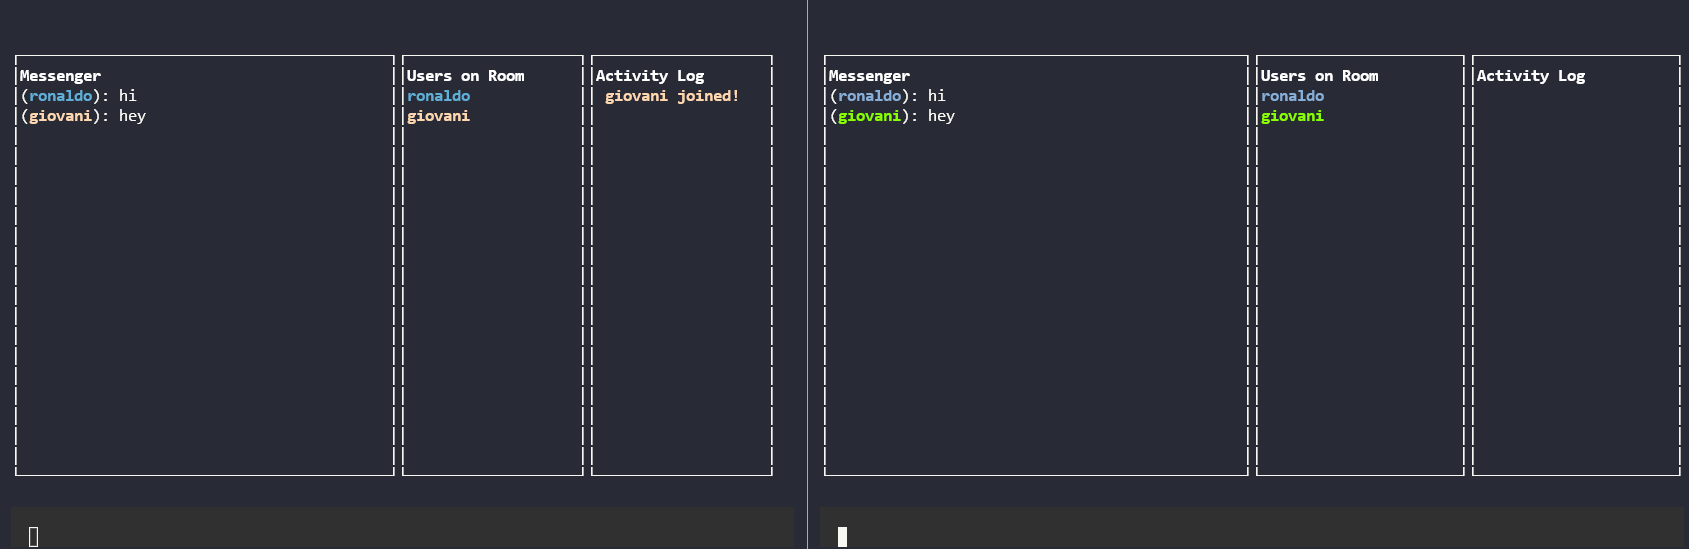 Messenger
(ronaldo): hi
(giovani): hey
Users on Room
ronaldo
giovani
Activity Log
giovani joined!
Messenger
(ronaldo): hi
(giovani): hey
Users on Room
ronaldo
giovani
Activity Log